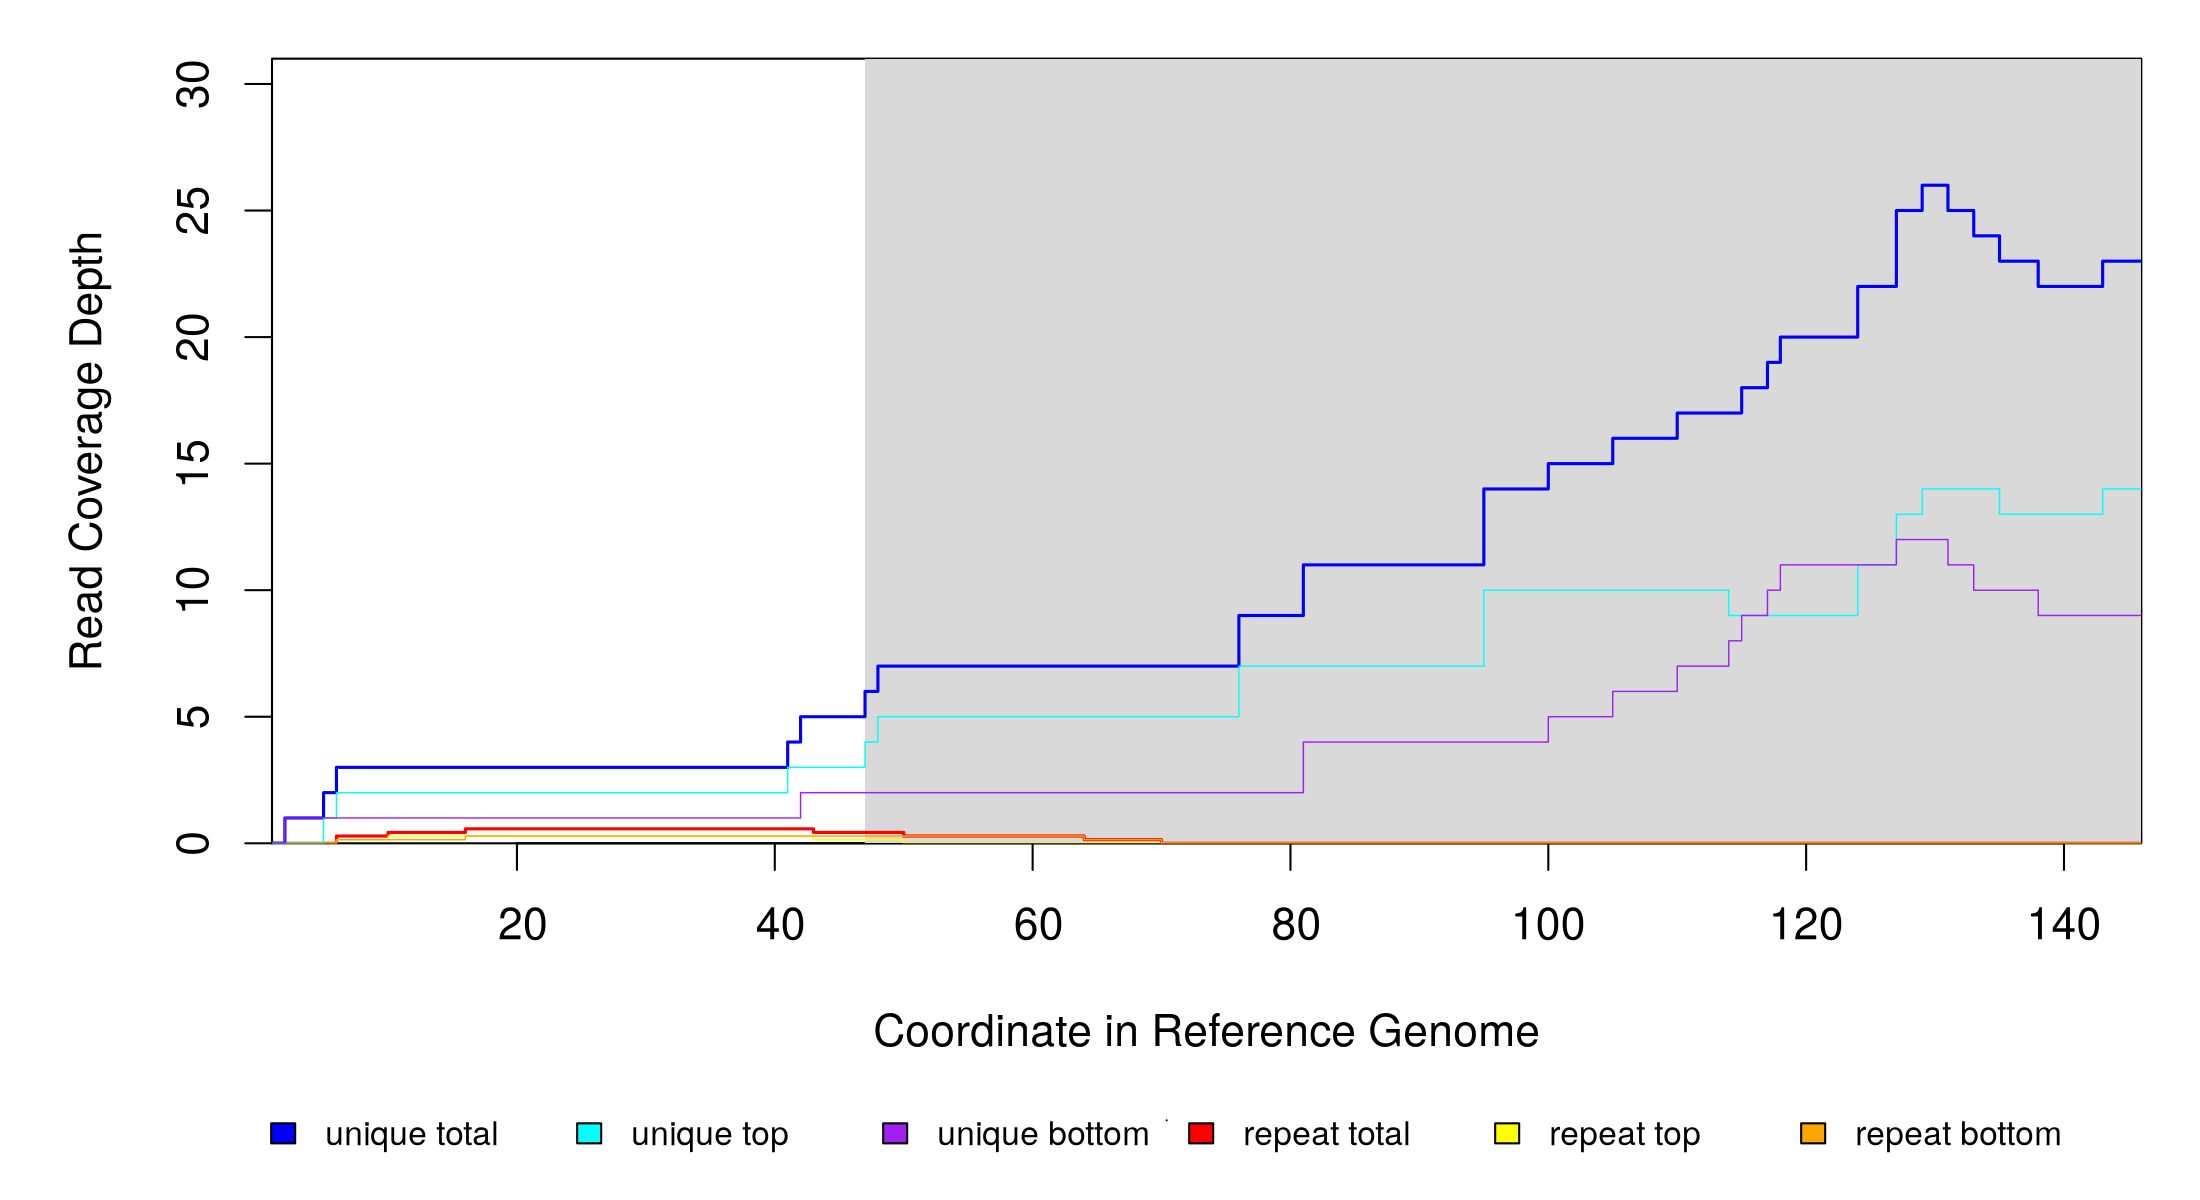 30
25
20
15
10
5
0
Read Coverage Depth
20 40 60 80 100 120 140
Coordinate in Reference Genome
unique total unique top unique bottom repeat total repeat top repeat bottom